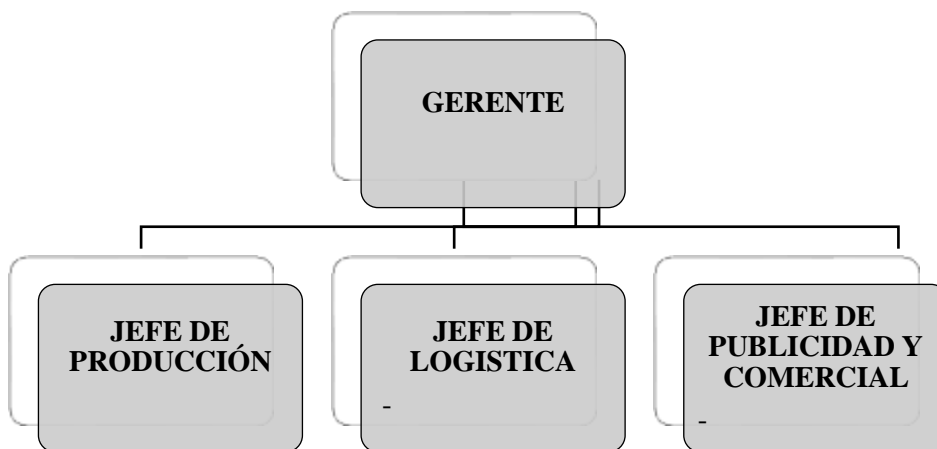 GERENTE
JEFE DE
PRODUCCIÓN
JEFE DE
LOGISTICA
-
JEFE DE
PUBLICIDAD Y
COMERCIAL
-